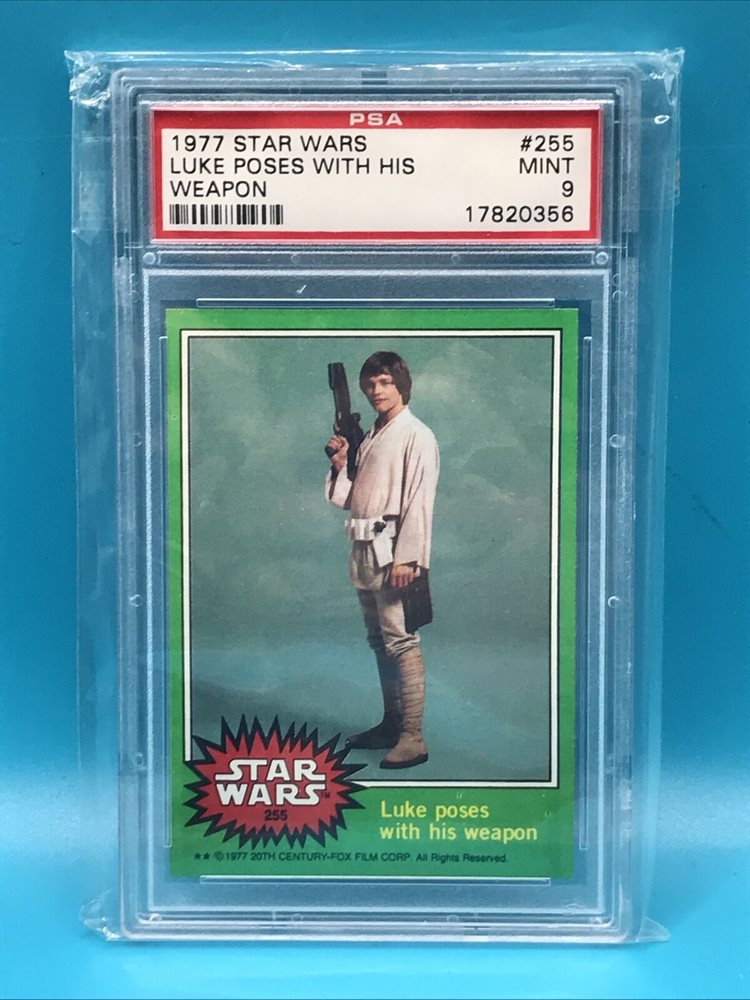 PSA
1977 STAR WARS #255
LUKE POSES WITH HIS MINT
WEAPON 9
17820356
STAR
WARS™
255
Luke poses
with his weapon
★★ ©1977 20TH CENTURY-FOX FILM CORP. All Rights Reserved.